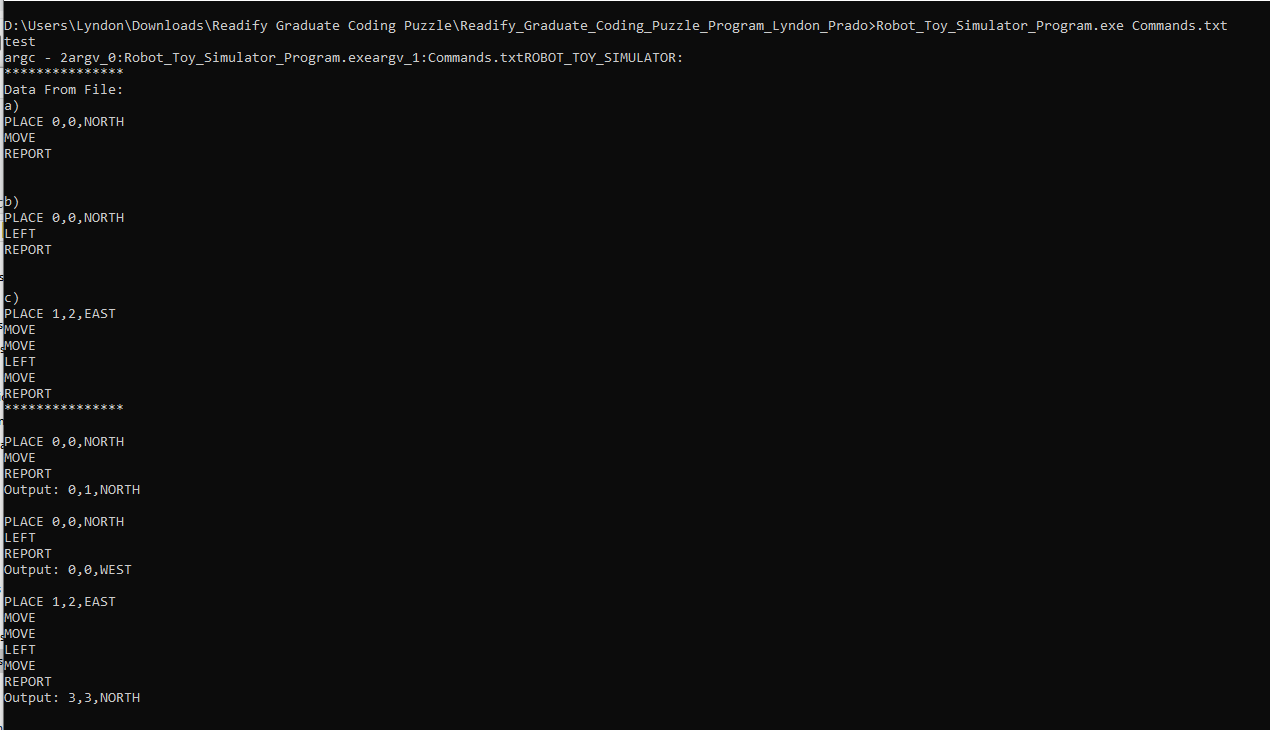 D:\Users\Lyndon\Downloads\Readify Graduate Coding Puzzle\Readify_Graduate_Coding_Puzzle_Program_Lyndon_Prado>Robot_Toy_Simulator_Program.exe Commands.txt
test
argc - 2argv_0:Robot_Toy_Simulator_Program.exeargv_1:Commands.txtROBOT_TOY_SIMULATOR:
***************
Data From File:
a)
PLACE 0,0,NORTH
MOVE
REPORT
b)
PLACE 0,0,NORTH
LEFT
REPORT
c)
PLACE 1,2,EAST
MOVE
MOVE
LEFT
MOVE
REPORT
***************
PLACE 0,0,NORTH
MOVE
REPORT
Output: 0,1,NORTH
PLACE 0,0,NORTH
LEFT
REPORT
Output: 0,0,WEST
PLACE 1,2,EAST
MOVE
MOVE
LEFT
MOVE
REPORT
Output: 3,3,NORTH